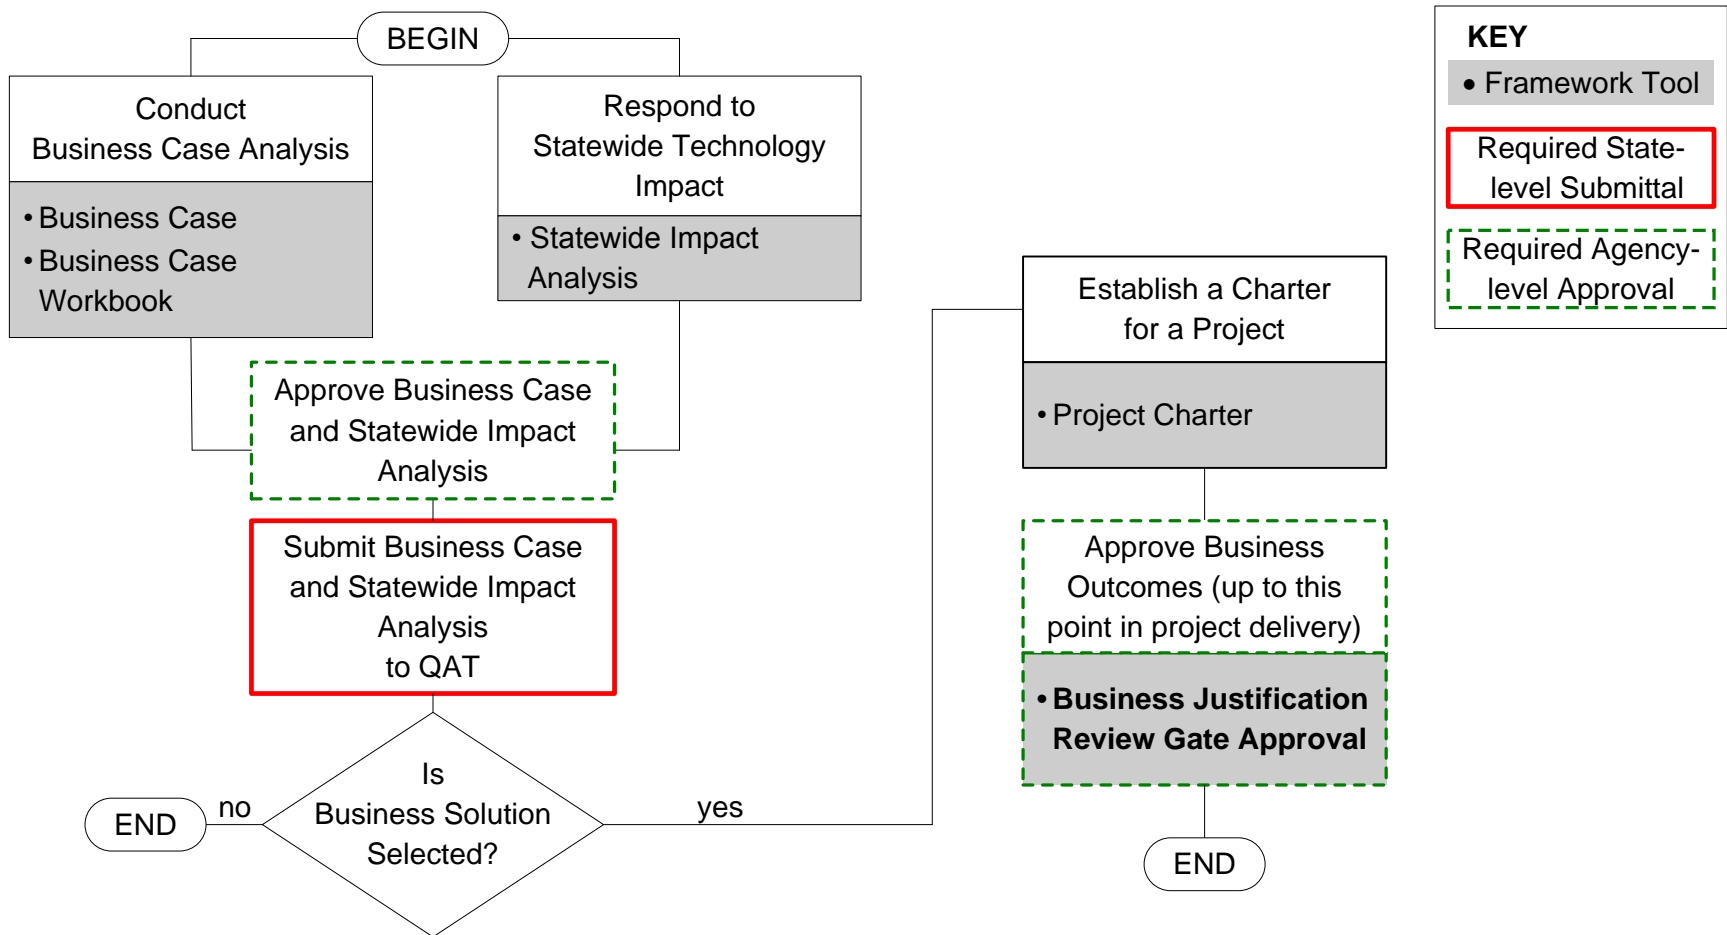 BEGIN
Conduct
Business Case Analysis
• Business Case
• Business Case
Workbook
Respond to
Statewide Technology
Impact
• Statewide Impact
Analysis
Approve Business Case
and Statewide Impact
Analysis
Submit Business Case
and Statewide Impact
Analysis
to QAT
Is
Business Solution
Selected?
no
END
yes
Establish a Charter
for a Project
• Project Charter
Approve Business
Outcomes (up to this
point in project delivery)
• Business Justification
Review Gate Approval
END
KEY
• Framework Tool
Required State-
level Submittal
Required Agency-
level Approval